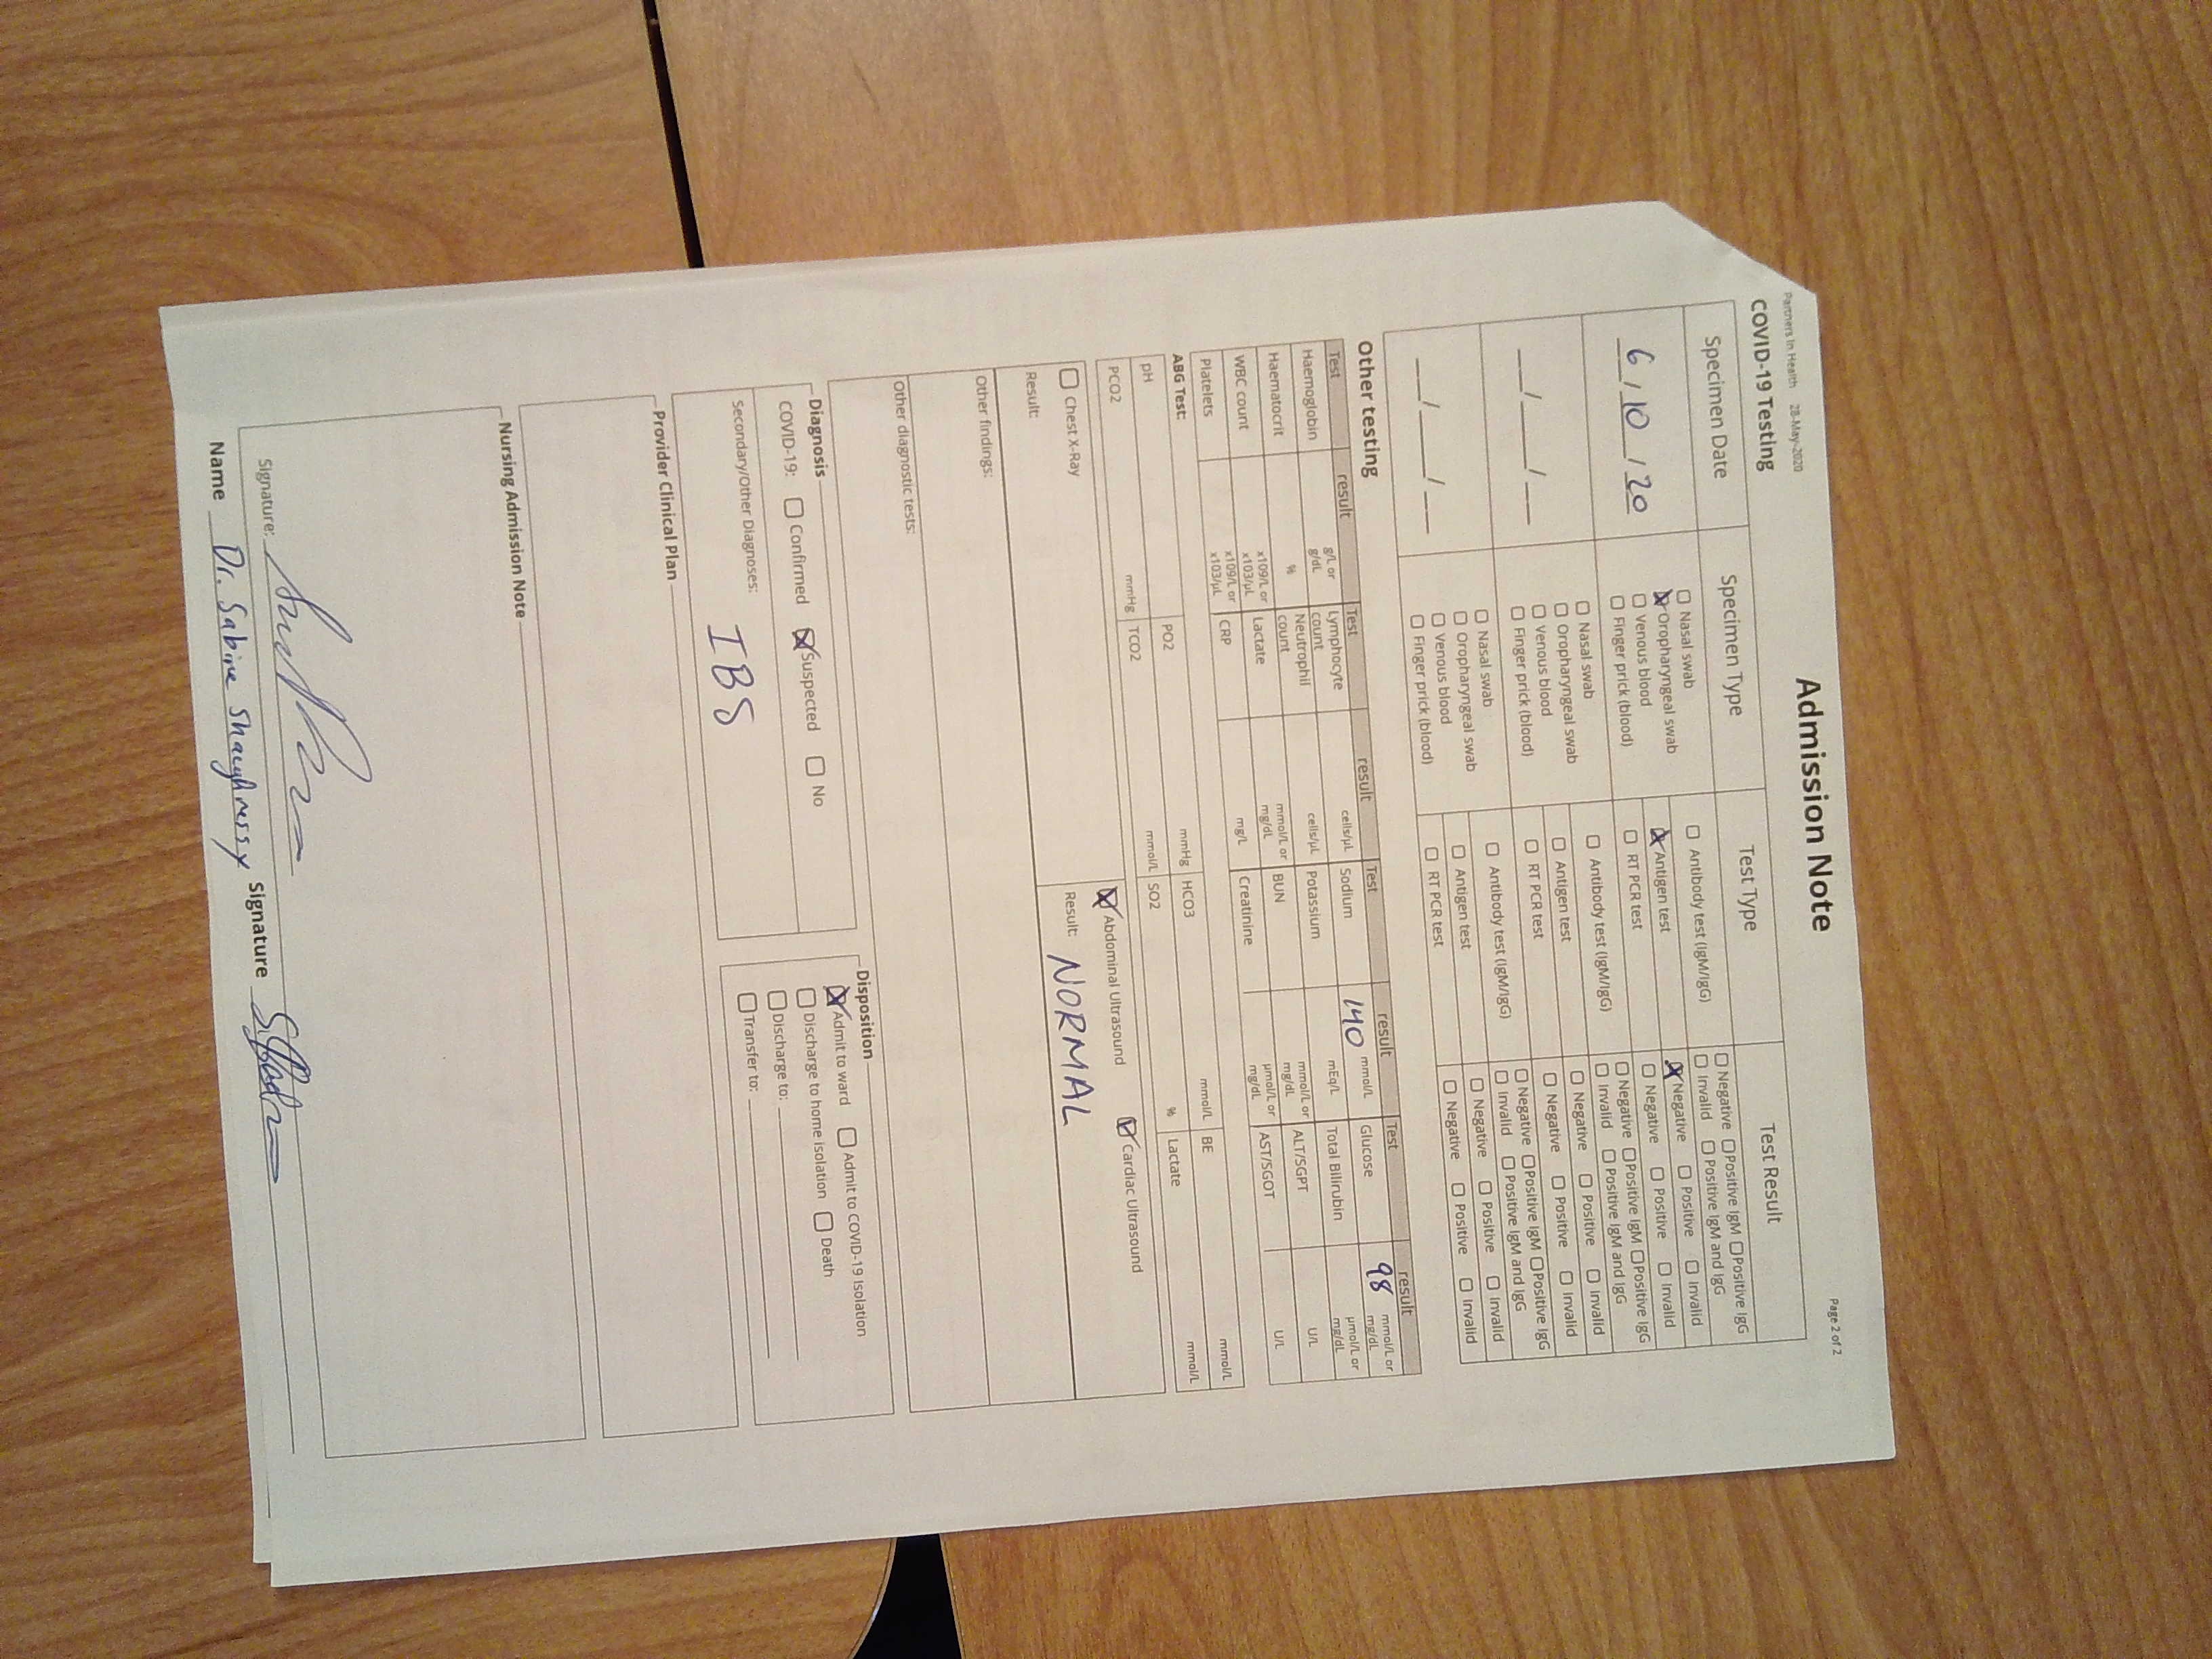 Partners In Health 28-May-2020 Page 2 of 2
Admission Note
COVID-19 Testing
Specimen Date Specimen Type Test Type Test Result
6 / 10 / 20
☐ Nasal swab
☒ Oropharyngeal swab
☐ Venous blood
☐ Finger prick (blood)
☐ Antibody test (IgM/IgG) ☐ Negative ☐ Positive IgM ☐ Positive IgG
☐ Invalid ☐ Positive IgM and IgG
☒ Antigen test ☒ Negative ☐ Positive ☐ Invalid
☐ RT PCR test ☐ Negative ☐ Positive ☐ Invalid
__/__/__
☐ Nasal swab
☐ Oropharyngeal swab
☐ Venous blood
☐ Finger prick (blood)
☐ Antibody test (IgM/IgG) ☐ Negative ☐ Positive IgM ☐ Positive IgG
☐ Invalid ☐ Positive IgM and IgG
☐ Antigen test ☐ Negative ☐ Positive ☐ Invalid
☐ RT PCR test ☐ Negative ☐ Positive ☐ Invalid
__/__/__
☐ Nasal swab
☐ Oropharyngeal swab
☐ Venous blood
☐ Finger prick (blood)
☐ Antibody test (IgM/IgG) ☐ Negative ☐ Positive IgM ☐ Positive IgG
☐ Invalid ☐ Positive IgM and IgG
☐ Antigen test ☐ Negative ☐ Positive ☐ Invalid
☐ RT PCR test ☐ Negative ☐ Positive ☐ Invalid
Other testing
Test result Test result Test result Test result
Haemoglobin g/L or g/dL Lymphocyte count cells/µL Sodium 140 mmol/L Glucose 98 mmol/L or mg/dL
Haematocrit % Neutrophil count cells/µL Potassium mEq/L Total Bilirubin µmol/L or mg/dL
WBC count x109/L or x103/µL Lactate mmol/L or mg/dL BUN mmol/L or mg/dL ALT/SGPT U/L
Platelets x109/L or x103/µL CRP mg/L Creatinine µmol/L or mg/dL AST/SGOT U/L
ABG Test:
pH PO2 mmHg HCO3 mmol/L BE mmol/L
PCO2 mmHg TCO2 mmol/L SO2 % Lactate mmol/L
☐ Chest X-Ray ☒ Abdominal Ultrasound ☒ Cardiac Ultrasound
Result: Result: NORMAL
Other findings:
Other diagnostic tests:
Diagnosis
COVID-19: ☐ Confirmed ☒ Suspected ☐ No
Secondary/Other Diagnoses:
IBS
Disposition
☒ Admit to ward ☐ Admit to COVID-19 Isolation
☐ Discharge to home isolation ☐ Death
☐ Discharge to:
☐ Transfer to:
Provider Clinical Plan
Nursing Admission Note
Signature:
Name Dr. Sabine Shaughnessy Signature